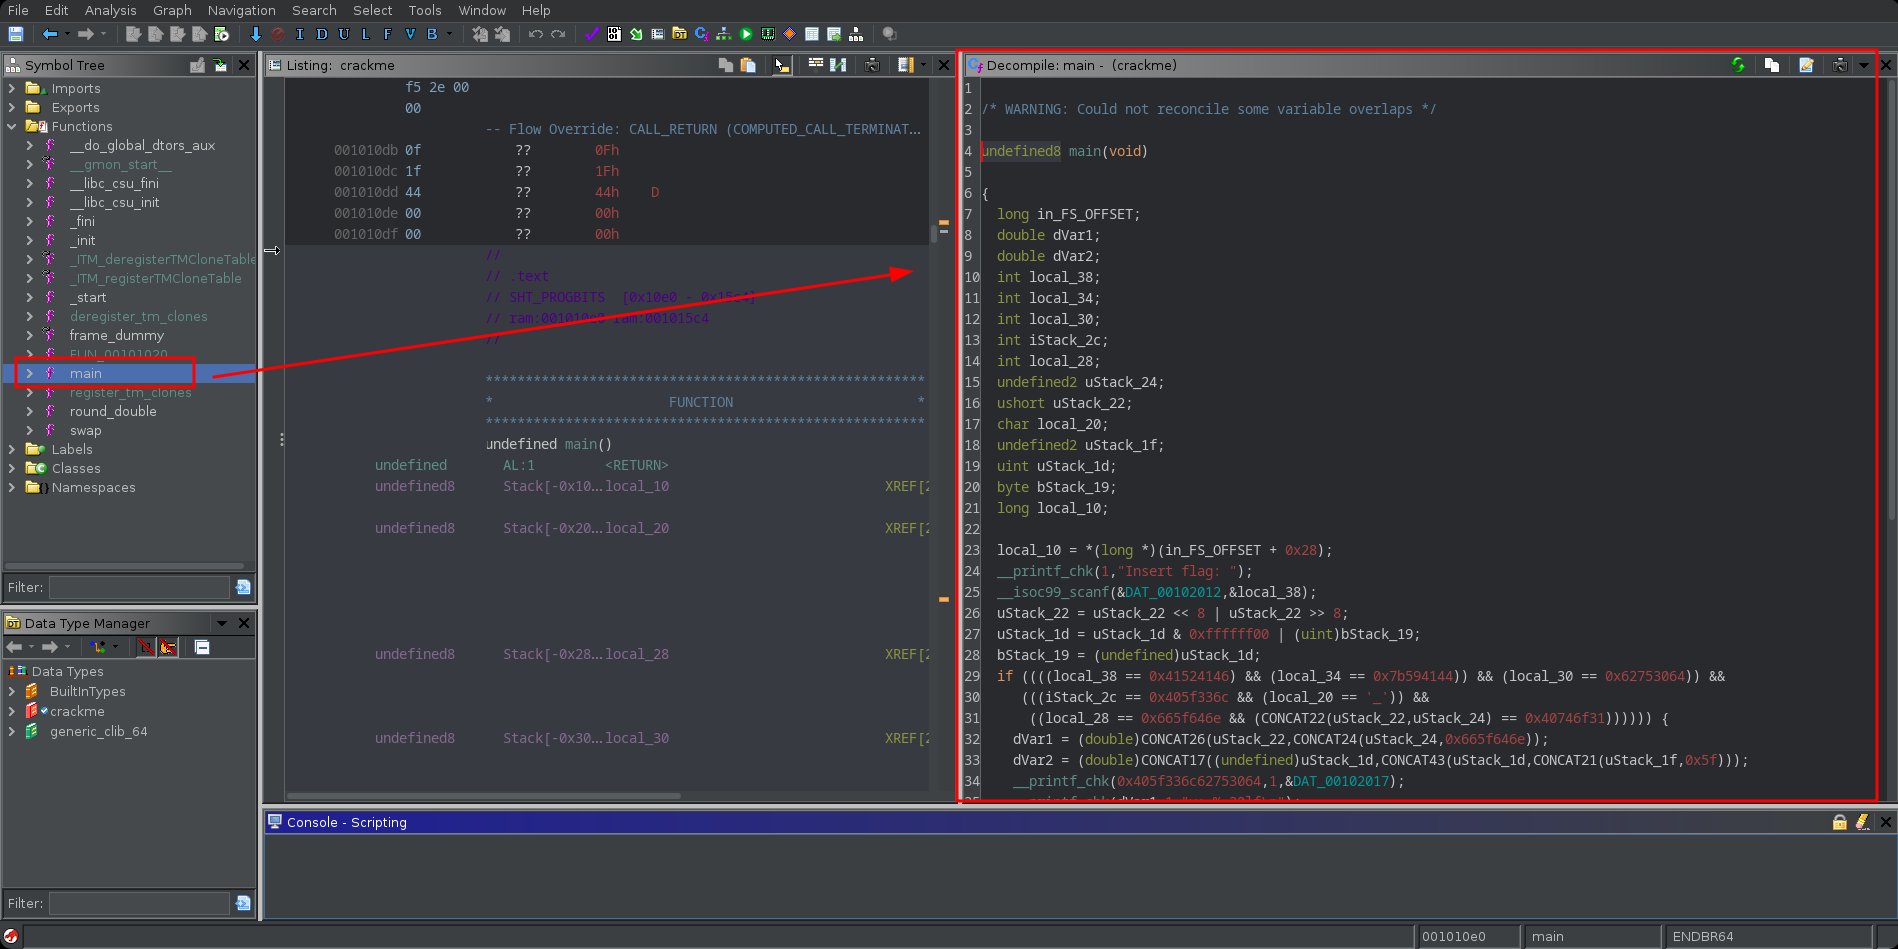 File Edit Analysis Graph Navigation Search Select Tools Window Help
I D U L F V B
Symbol Tree
Imports
Exports
Functions
__do_global_dtors_aux
__gmon_start__
__libc_csu_fini
__libc_csu_init
_fini
_init
_ITM_deregisterTMCloneTable
_ITM_registerTMCloneTable
_start
deregister_tm_clones
frame_dummy
FUN_00101020
main
register_tm_clones
round_double
swap
Labels
Classes
Namespaces
Filter:
Data Type Manager
Data Types
BuiltInTypes
crackme
generic_clib_64
Filter:
Listing: crackme
f5 2e 00
00
-- Flow Override: CALL_RETURN (COMPUTED_CALL_TERMINAT...
001010db 0f ?? 0Fh
001010dc 1f ?? 1Fh
001010dd 44 ?? 44h D
001010de 00 ?? 00h
001010df 00 ?? 00h
//
// .text
// SHT_PROGBITS [0x10e0 - 0x15c4]
// ram:001010e0-ram:001015c4
//
*******************************************************
* FUNCTION *
*******************************************************
undefined main()
undefined AL:1 <RETURN>
undefined8 Stack[-0x10...local_10 XREF[2
undefined8 Stack[-0x20...local_20 XREF[2
undefined8 Stack[-0x28...local_28 XREF[2
undefined8 Stack[-0x30...local_30 XREF[2
Decompile: main - (crackme)
1
2 /* WARNING: Could not reconcile some variable overlaps */
3
4 undefined8 main(void)
5
6 {
7 long in_FS_OFFSET;
8 double dVar1;
9 double dVar2;
10 int local_38;
11 int local_34;
12 int local_30;
13 int iStack_2c;
14 int local_28;
15 undefined2 uStack_24;
16 ushort uStack_22;
17 char local_20;
18 undefined2 uStack_1f;
19 uint uStack_1d;
20 byte bStack_19;
21 long local_10;
22
23 local_10 = *(long *)(in_FS_OFFSET + 0x28);
24 __printf_chk(1,"Insert flag: ");
25 __isoc99_scanf(&DAT_00102012,&local_38);
26 uStack_22 = uStack_22 << 8 | uStack_22 >> 8;
27 uStack_1d = uStack_1d & 0xffffff00 | (uint)bStack_19;
28 bStack_19 = (undefined)uStack_1d;
29 if ((((local_38 == 0x41524146) && (local_34 == 0x7b594144)) && (local_30 == 0x62753064)) &&
30 (((iStack_2c == 0x405f336c && (local_20 == '_')) &&
31 ((local_28 == 0x665f646e && (CONCAT22(uStack_22,uStack_24) == 0x40746f31)))))) {
32 dVar1 = (double)CONCAT26(uStack_22,CONCAT24(uStack_24,0x665f646e));
33 dVar2 = (double)CONCAT17((undefined)uStack_1d,CONCAT43(uStack_1d,CONCAT21(uStack_1f,0x5f)));
34 __printf_chk(0x405f336c62753064,1,&DAT_00102017);
Console - Scripting
001010e0 main ENDBR64